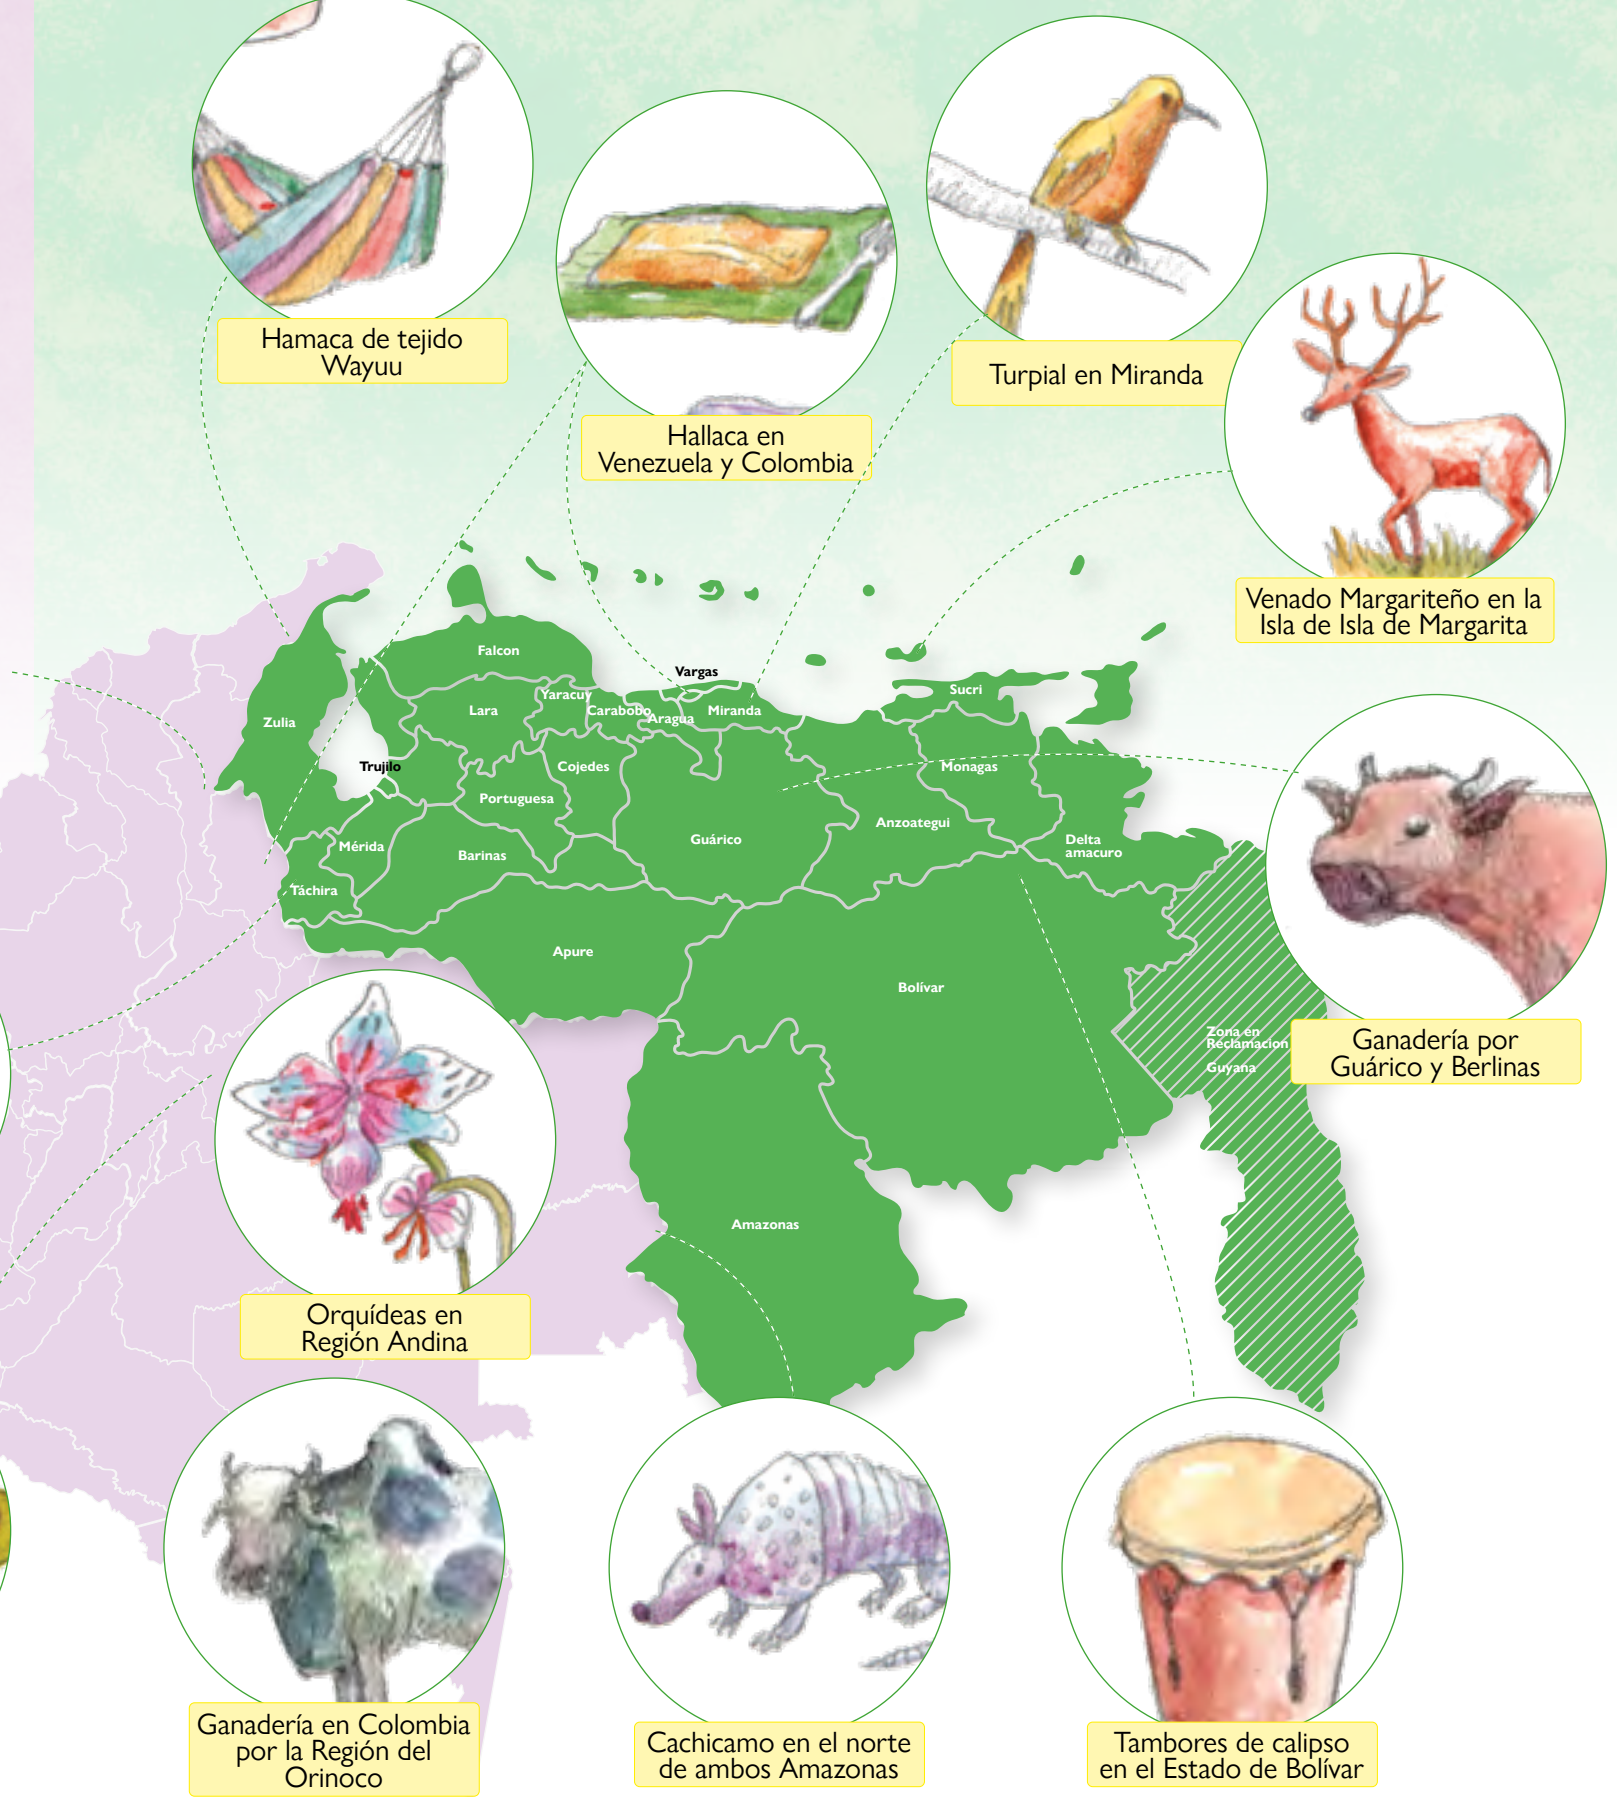 Hamaca de tejido
Wayuu
Hallaca en
Venezuela y Colombia
Turpial en Miranda
Venado Margariteño en la
Isla de Isla de Margarita
Falcon
Vargas
Sucri
Zulia
Lara
Yaracuy
Carabobo
Aragua
Miranda
Trujilo
Cojedes
Monagas
Portuguesa
Guárico
Anzoategui
Delta
amacuro
Mérida
Barinas
Táchira
Apure
Bolívar
Zona en
Reclamacion
Guyana
Ganadería por
Guárico y Berlinas
Amazonas
Orquídeas en
Región Andina
Ganadería en Colombia
por la Región del
Orinoco
Cachicamo en el norte
de ambos Amazonas
Tambores de calipso
en el Estado de Bolívar